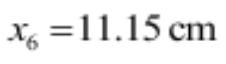 x₆ = 11.15 cm